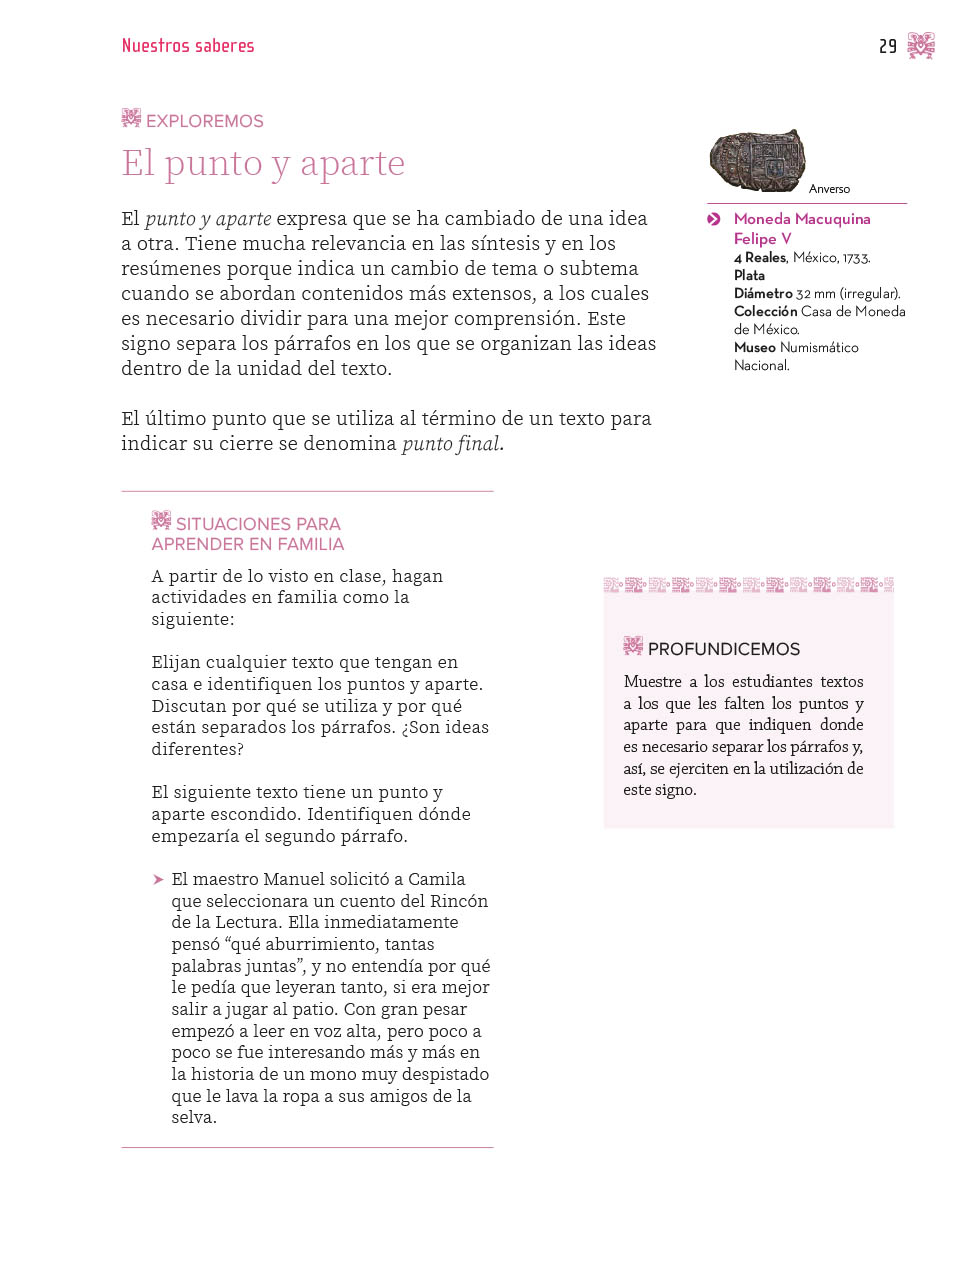 Nuestros saberes
29
EXPLOREMOS
El punto y aparte
El punto y aparte expresa que se ha cambiado de una idea
a otra. Tiene mucha relevancia en las síntesis y en los
resúmenes porque indica un cambio de tema o subtema
cuando se abordan contenidos más extensos, a los cuales
es necesario dividir para una mejor comprensión. Este
signo separa los párrafos en los que se organizan las ideas
dentro de la unidad del texto.
El último punto que se utiliza al término de un texto para
indicar su cierre se denomina punto final.
Anverso
Moneda Macuquina
Felipe V
4 Reales, México, 1733.
Plata
Diámetro 32 mm (irregular).
Colección Casa de Moneda
de México.
Museo Numismático
Nacional.
SITUACIONES PARA
APRENDER EN FAMILIA
A partir de lo visto en clase, hagan
actividades en familia como la
siguiente:
Elijan cualquier texto que tengan en
casa e identifiquen los puntos y aparte.
Discutan por qué se utiliza y por qué
están separados los párrafos. ¿Son ideas
diferentes?
El siguiente texto tiene un punto y
aparte escondido. Identifiquen dónde
empezaría el segundo párrafo.
➤ El maestro Manuel solicitó a Camila
que seleccionara un cuento del Rincón
de la Lectura. Ella inmediatamente
pensó “qué aburrimiento, tantas
palabras juntas”, y no entendía por qué
le pedía que leyeran tanto, si era mejor
salir a jugar al patio. Con gran pesar
empezó a leer en voz alta, pero poco a
poco se fue interesando más y más en
la historia de un mono muy despistado
que le lava la ropa a sus amigos de la
selva.
PROFUNDICEMOS
Muestre a los estudiantes textos
a los que les falten los puntos y
aparte para que indiquen donde
es necesario separar los párrafos y,
así, se ejerciten en la utilización de
este signo.